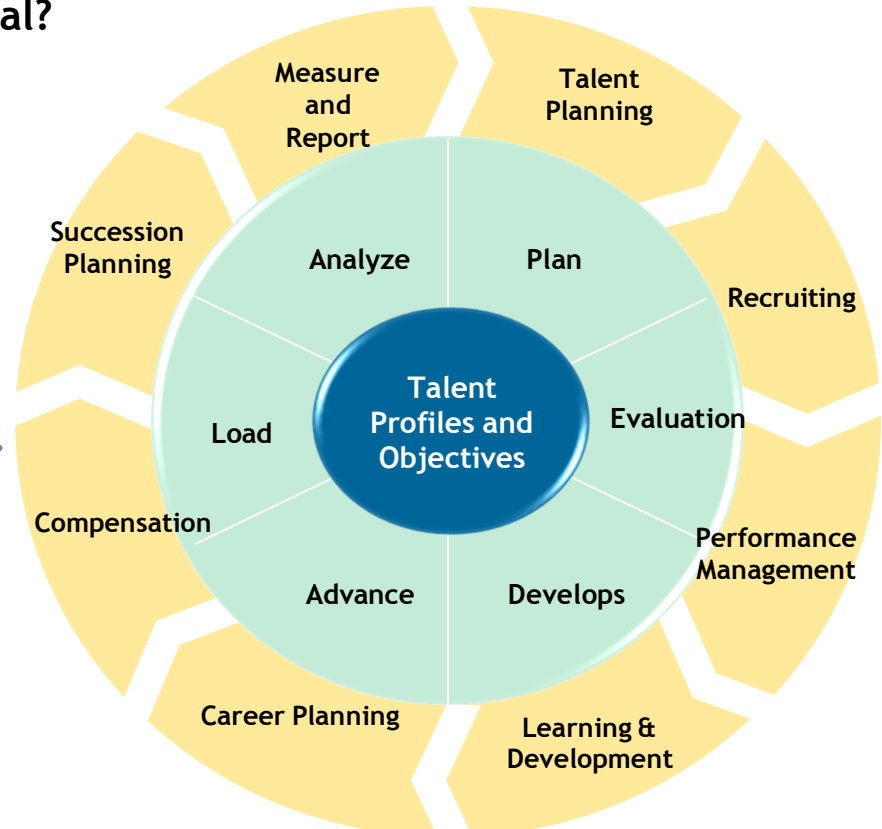 al?
Measure
and
Report
Talent
Planning
Succession
Planning
Analyze
Plan
Recruiting
Talent
Profiles and
Objectives
Load
Evaluation
Compensation
Performance
Management
Advance
Develops
Career Planning
Learning &
Development